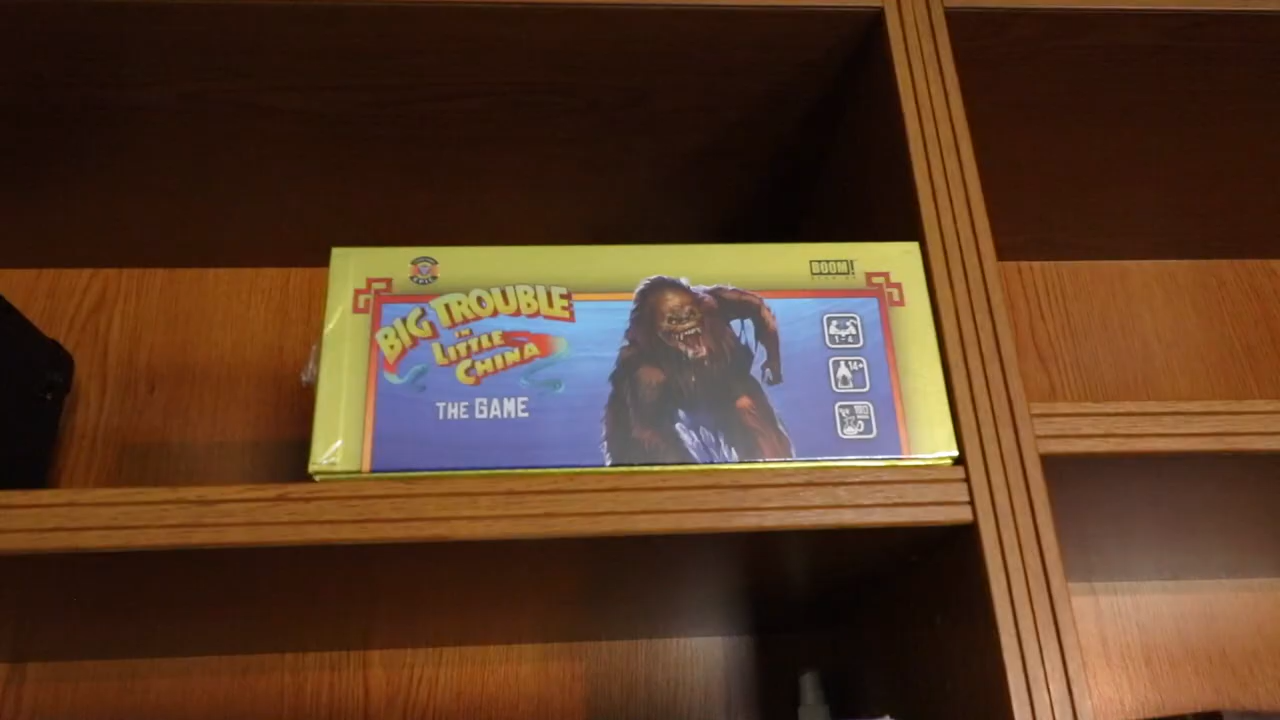 BIG TROUBLE
IN
LITTLE
CHINA
THE GAME
BOOM!
1-4
14+